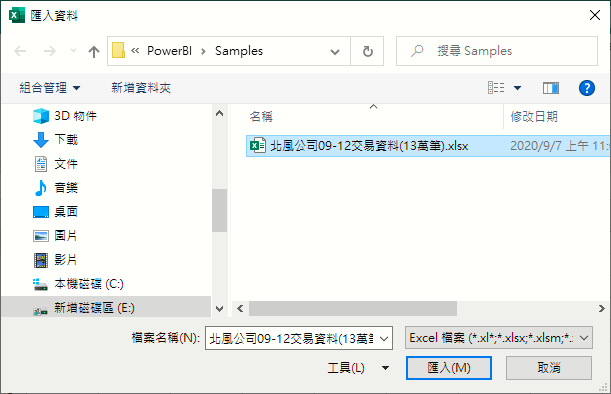 匯入資料
« PowerBI › Samples
搜尋 Samples
組合管理 新增資料夾
名稱 修改日期
3D 物件
下載
文件
音樂
桌面
圖片
影片
本機磁碟 (C:)
新增磁碟區 (E:)
北風公司09-12交易資料(13萬筆).xlsx 2020/9/7 上午 11:
檔案名稱(N): 北風公司09-12交易資料(13萬筆 Excel 檔案 (*.xl*;*.xlsx;*.xlsm;*.
工具(L) 匯入(M) 取消